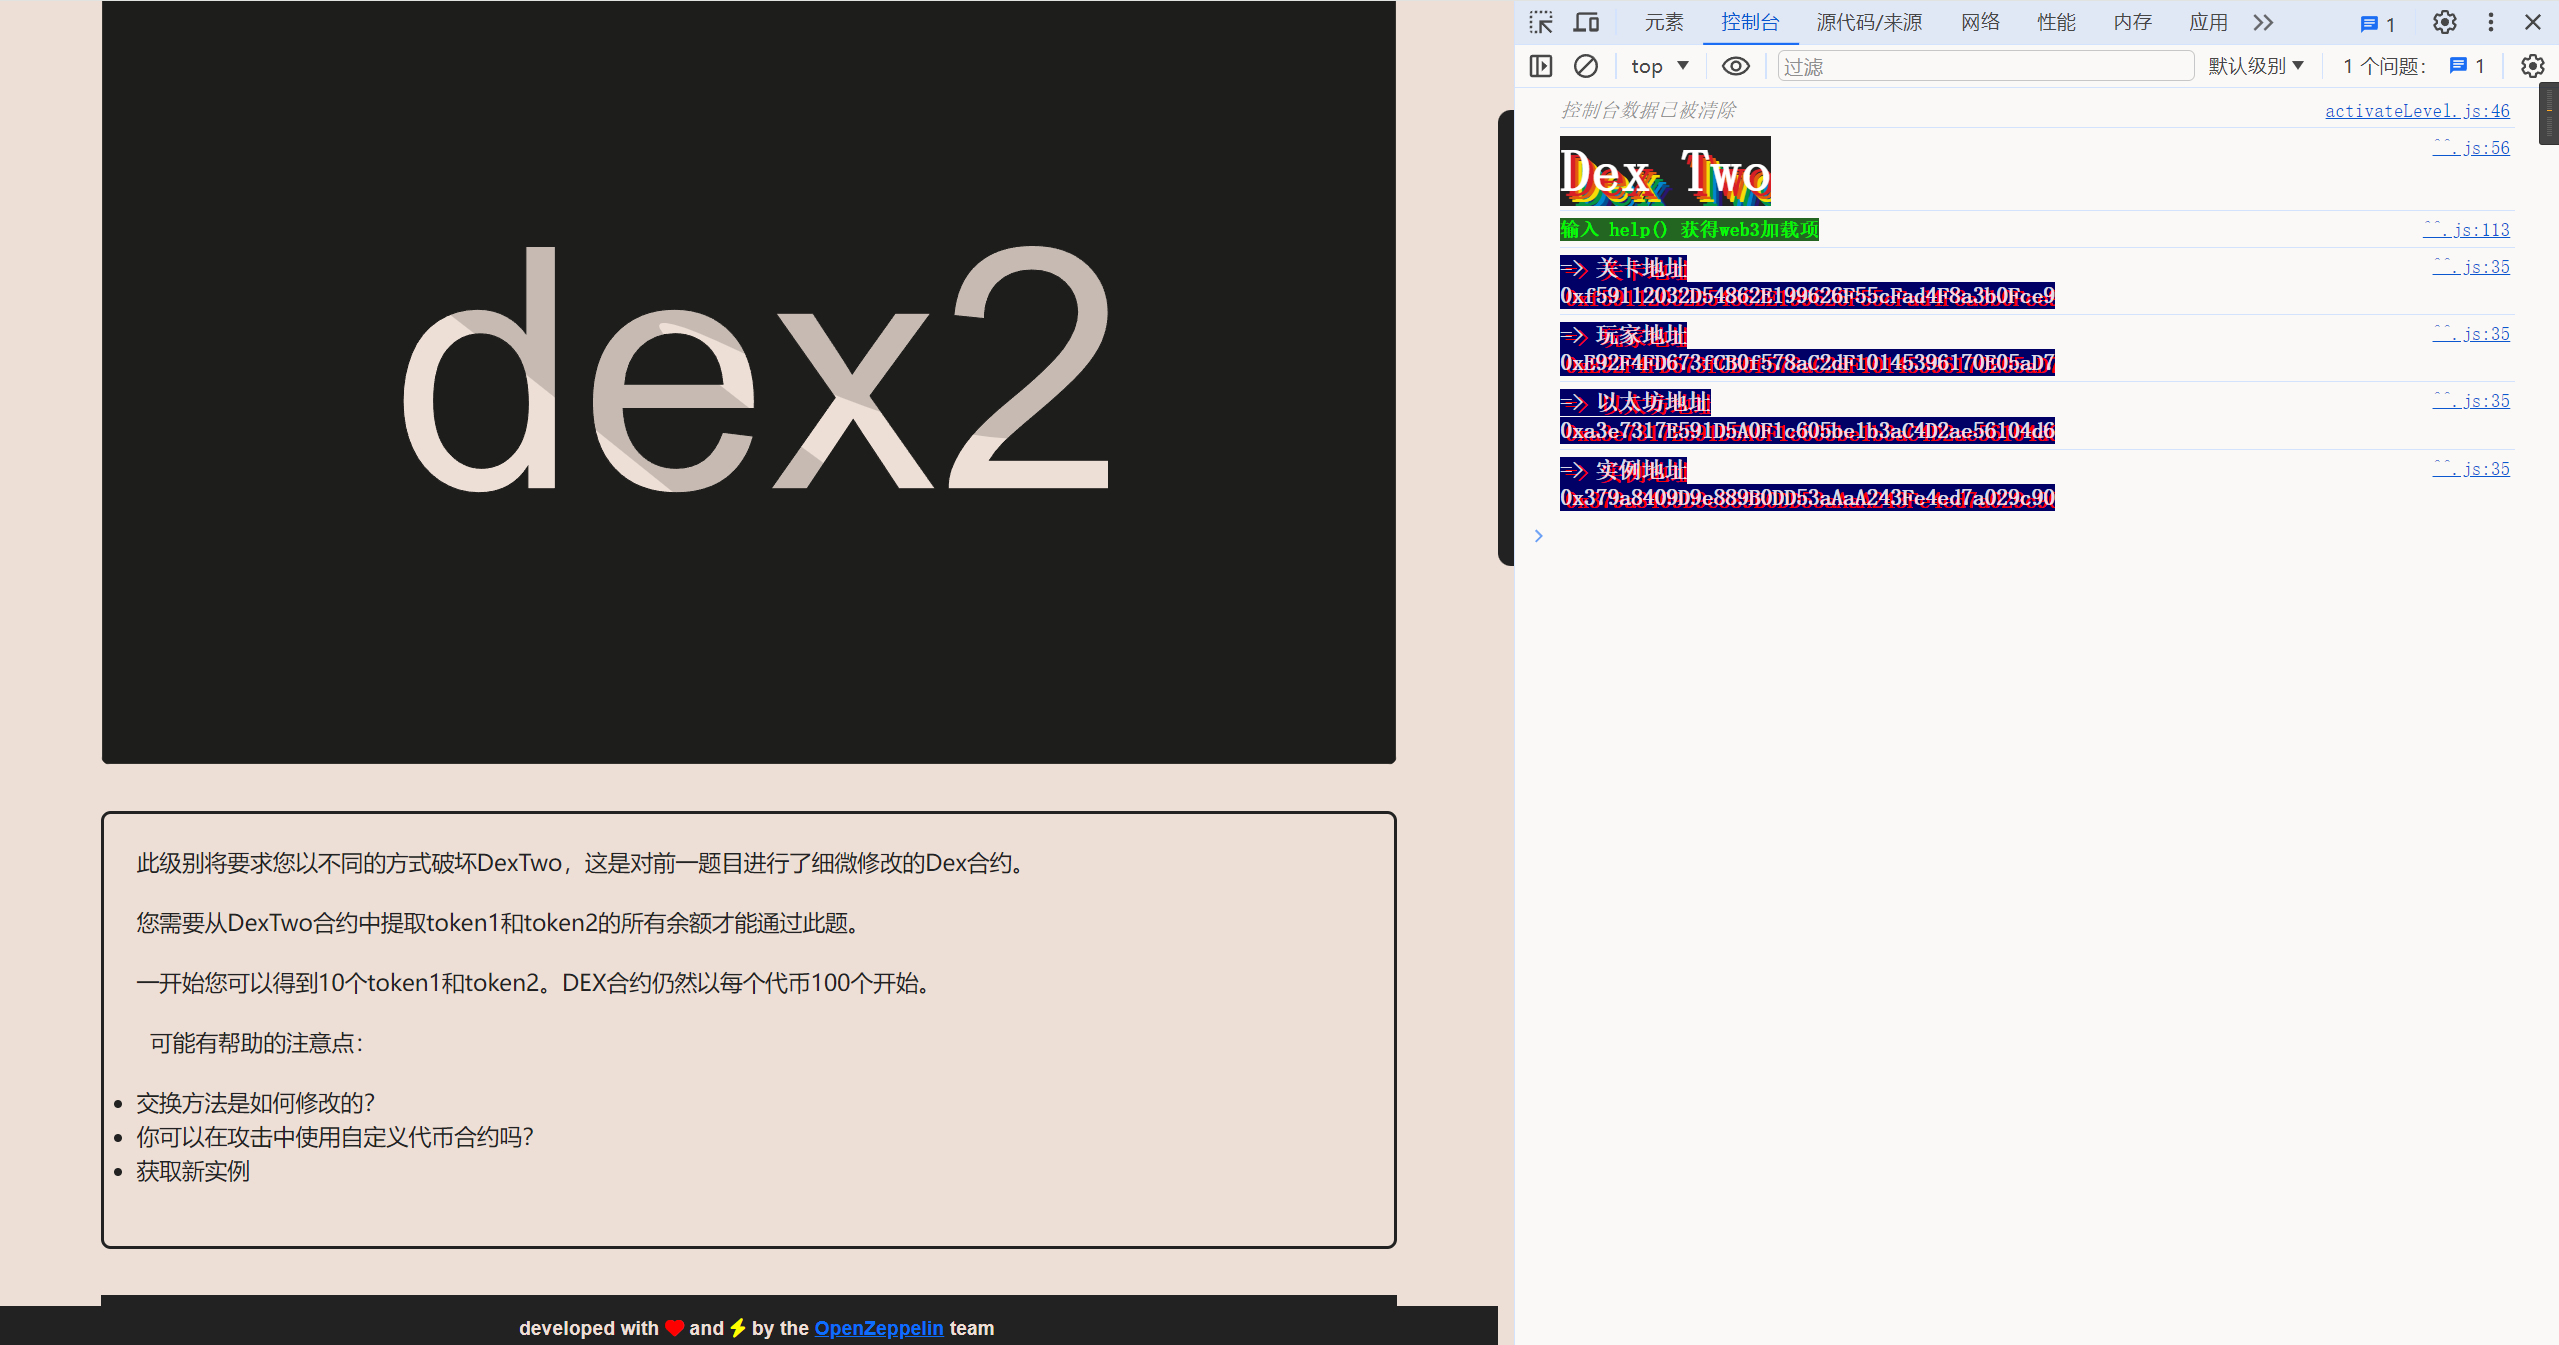 dex2
此级别将要求您以不同的方式破坏DexTwo，这是对前一题目进行了细微修改的Dex合约。
您需要从DexTwo合约中提取token1和token2的所有余额才能通过此题。
一开始您可以得到10个token1和token2。DEX合约仍然以每个代币100个开始。
可能有帮助的注意点：
交换方法是如何修改的？
你可以在攻击中使用自定义代币合约吗？
获取新实例
developed with and by the OpenZeppelin team
元素 控制台 源代码/来源 网络 性能 内存 应用 1
top 过滤 默认级别 1 个问题： 1
控制台数据已被清除 activateLevel.js:46
Dex Two ^^.js:56
输入 help() 获得web3加载项 ^^.js:113
=> 关卡地址 ^^.js:35
0xf59112032D54862E199626F55cFad4F8a3b0Fce9
=> 玩家地址 ^^.js:35
0xE92F4FD673fCB0f578aC2dF10145396170E05aD7
=> 以太坊地址 ^^.js:35
0xa3e7317E591D5A0F1c605be1b3aC4D2ae56104d6
=> 实例地址 ^^.js:35
0x379a8409D9e889B0DD53aAaA243Fe4ed7a029c90